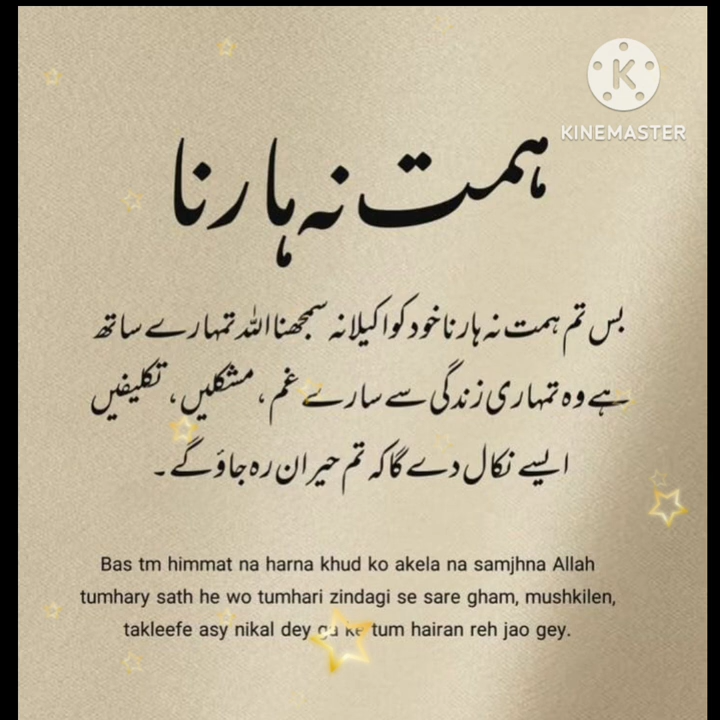 KINEMASTER
ہمت نہ ہارنا
بس تم ہمت نہ ہارنا خود کو اکیلا نہ سمجھنا اللہ تمہارے ساتھ
ہے وہ تمہاری زندگی سے سارے غم، مشکلیں، تکلیفیں
ایسے نکال دے گا کہ تم حیران رہ جاؤ گے۔
Bas tm himmat na harna khud ko akela na samjhna Allah
tumhary sath he wo tumhari zindagi se sare gham, mushkilen,
takleefe asy nikal dey ga ke tum hairan reh jao gey.